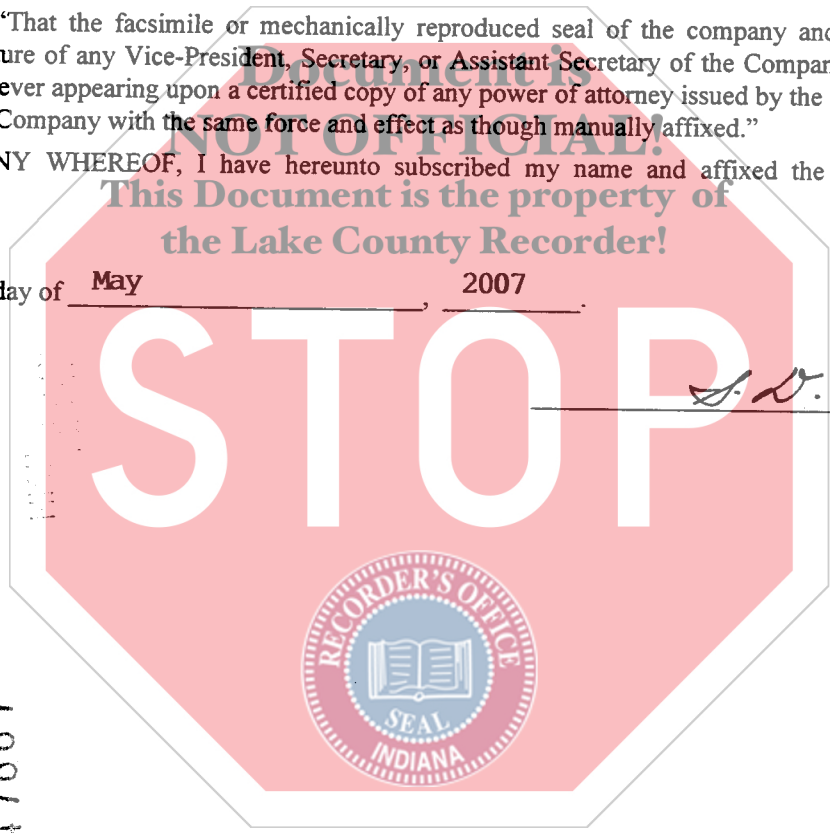 “That the facsimile or mechanically reproduced seal of the company and
ure of any Vice-President, Secretary, or Assistant Secretary of the Compan
Document is
ever appearing upon a certified copy of any power of attorney issued by the
Company with the same force and effect as though manually affixed.”
NOT OFFICIAL!
NY WHEREOF, I have hereunto subscribed my name and affixed the
This Document is the property of
the Lake County Recorder!
day of May, 2007.
S. D.
STOP
RECORDER'S OFFICE
SEAL
INDIANA